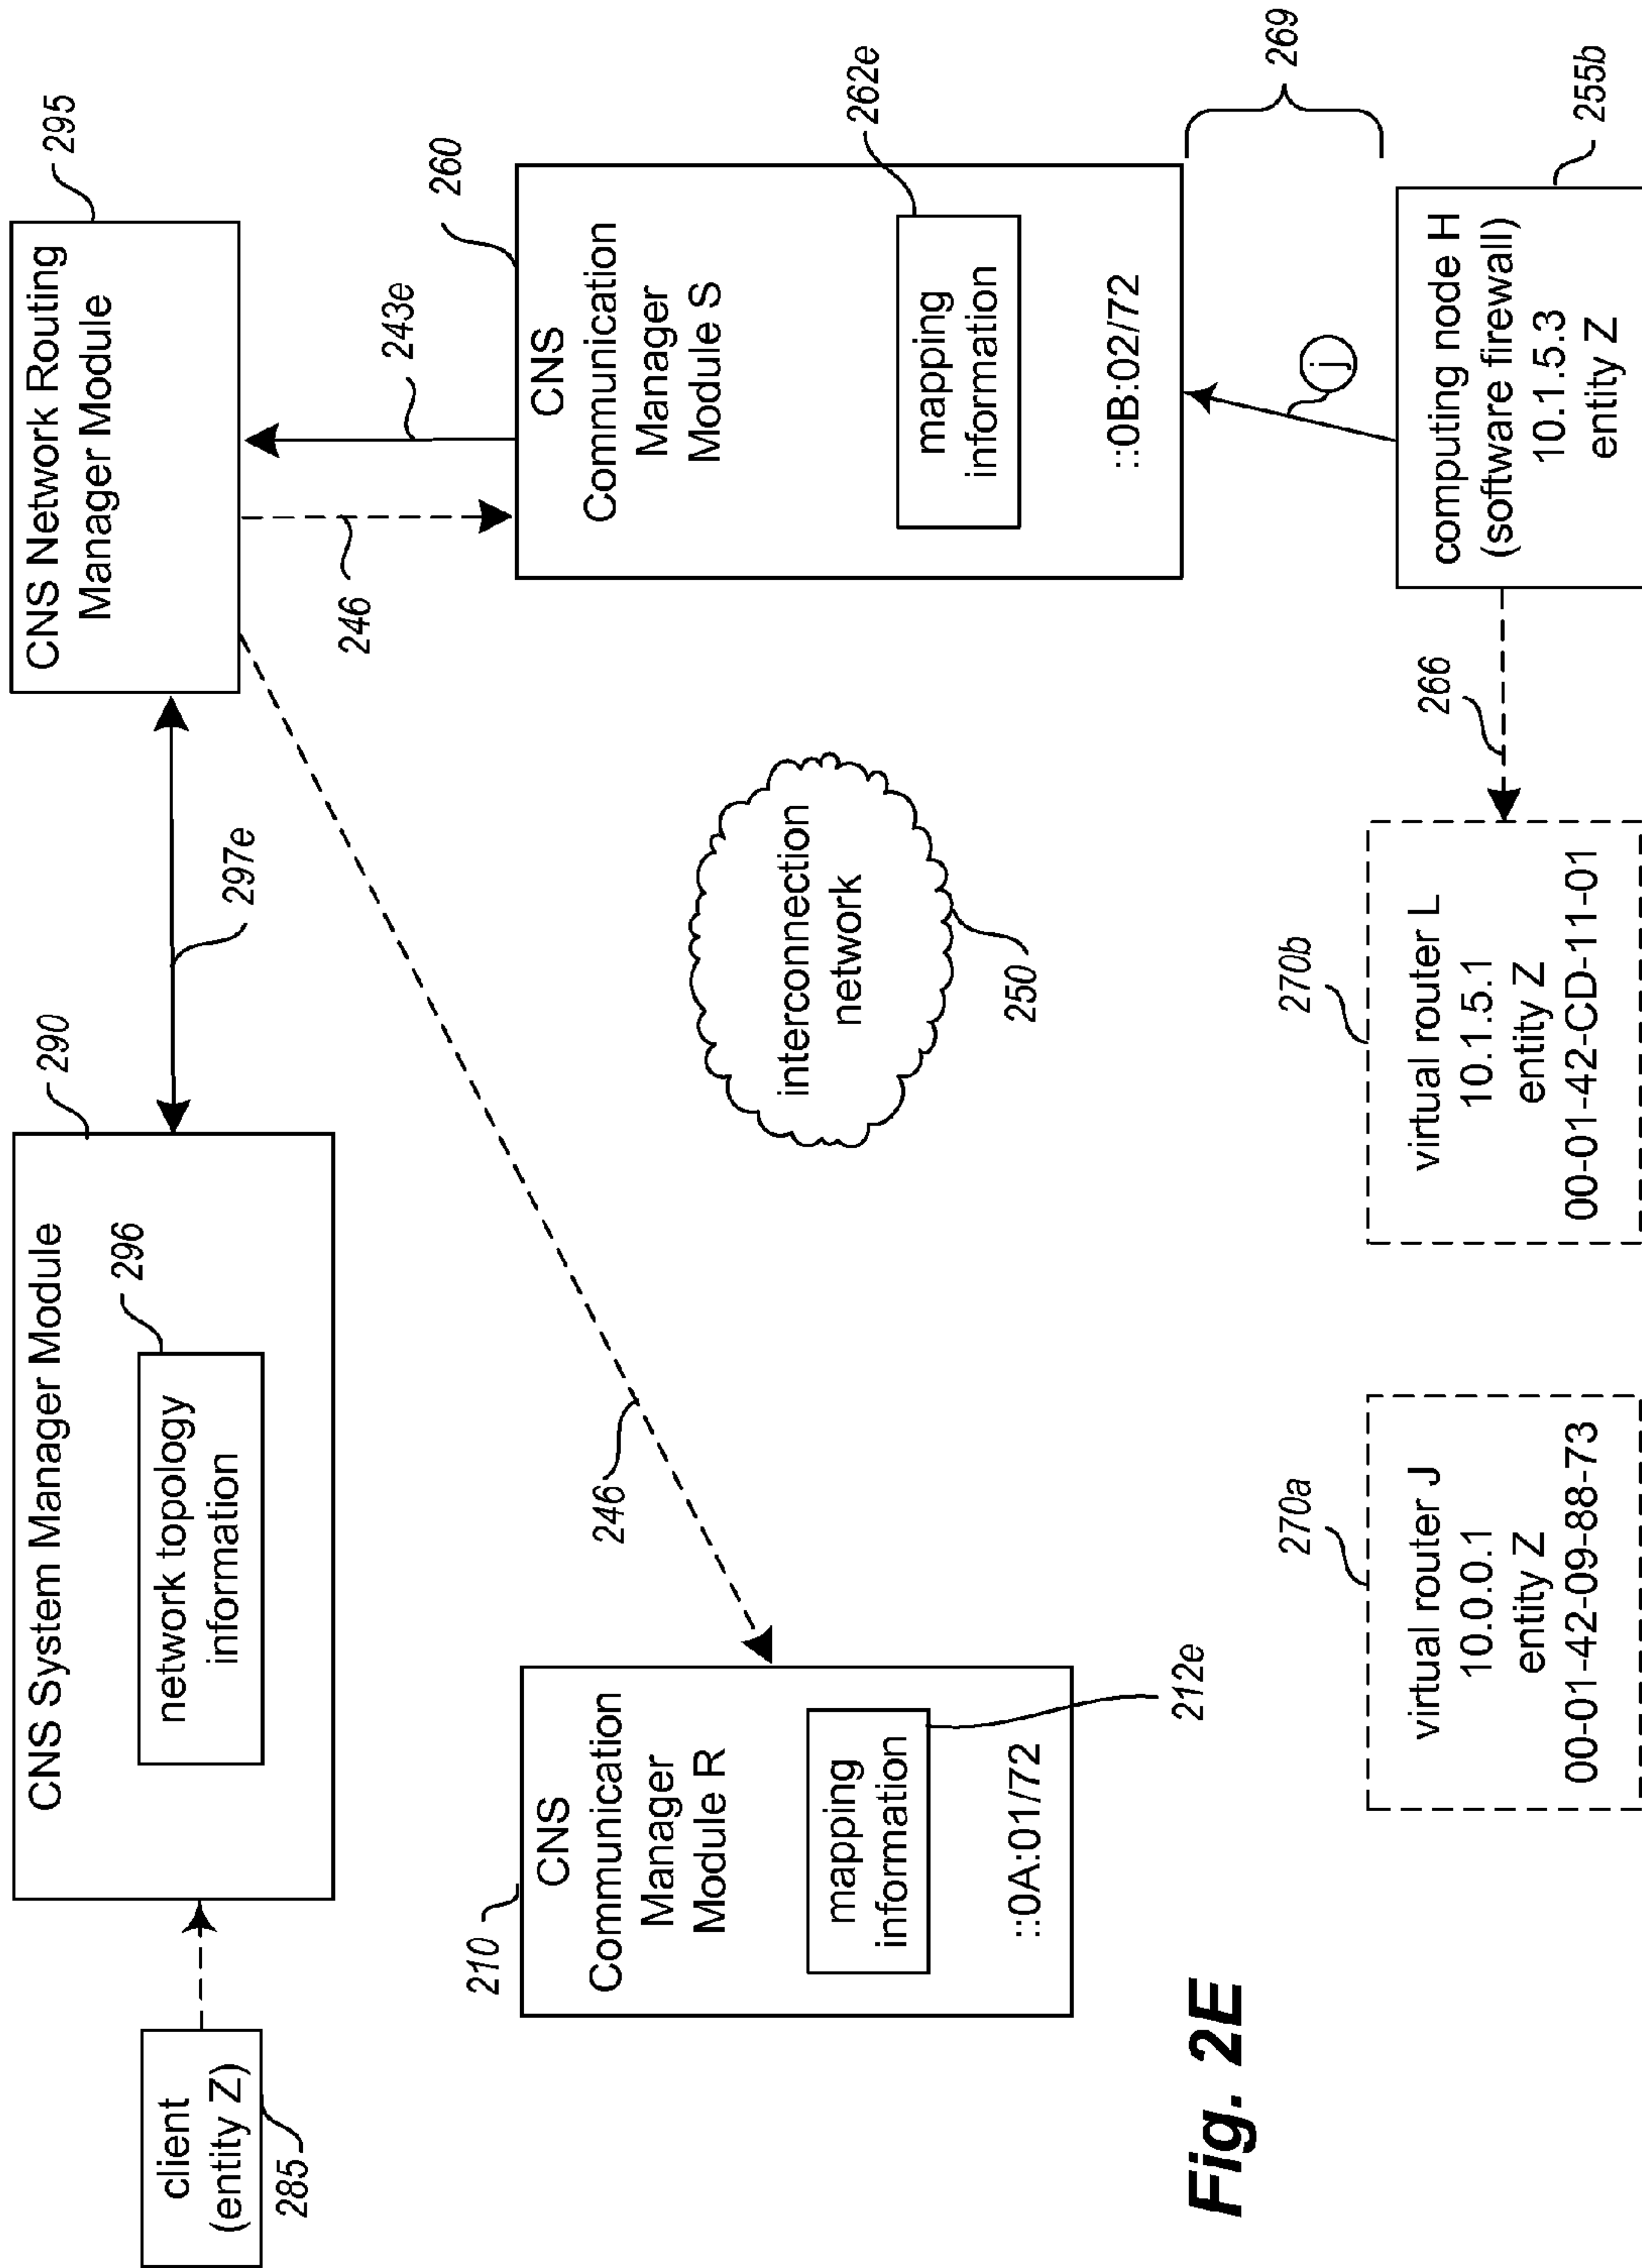 client
(entity Z)
285
CNS System Manager Module
290
network topology
information
296
297e
CNS Network Routing
Manager Module
295
246
243e
246
210
CNS
Communication
Manager
Module R
mapping
information
212e
::0A:01/72
interconnection
network
250
260
CNS
Communication
Manager
Module S
mapping
information
262e
::0B:02/72
269
j
270a
virtual router J
10.0.0.1
entity Z
00-01-42-09-88-73
270b
virtual router L
10.1.5.1
entity Z
00-01-42-CD-11-01
266
computing node H
(software firewall)
10.1.5.3
entity Z
255b
Fig. 2E